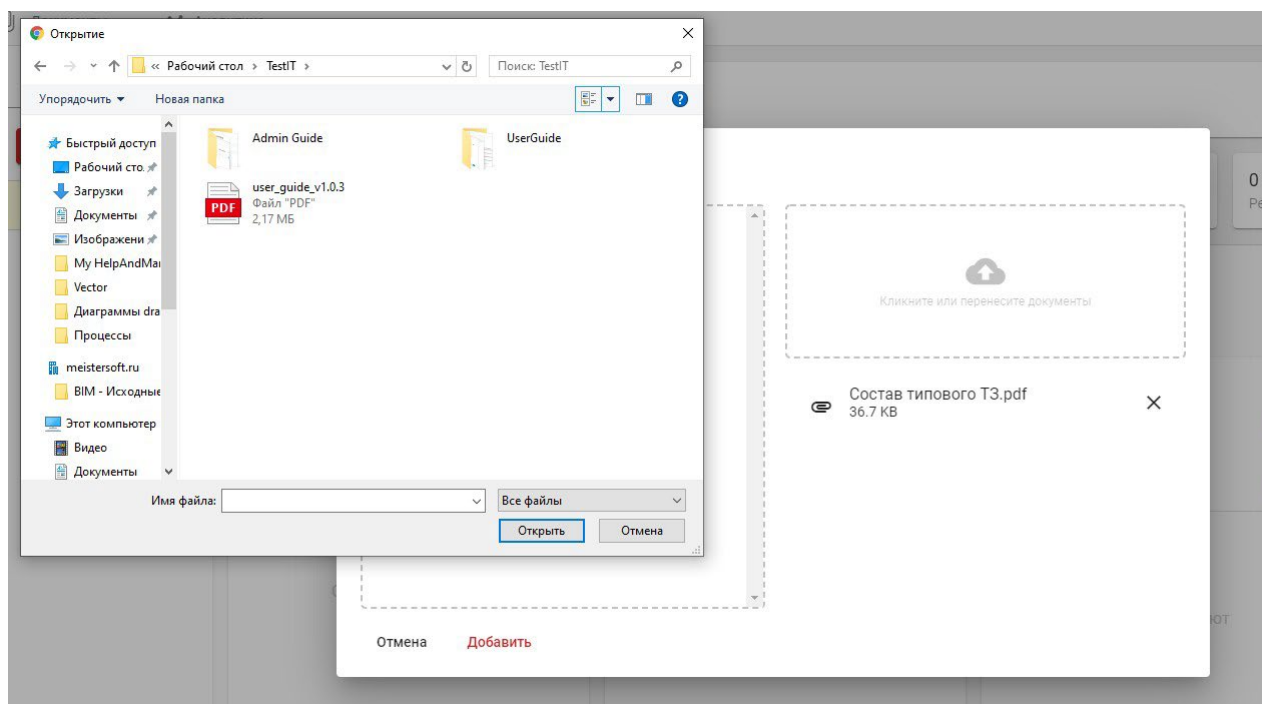 Открытие
« Рабочий стол › TestIT ›
Поиск: TestIT
Упорядочить
Новая папка
Быстрый доступ
Рабочий сто.
Загрузки
Документы
Изображени
My HelpAndMa
Vector
Диаграммы dra
Процессы
meistersoft.ru
BIM - Исходные
Этот компьютер
Видео
Документы
Admin Guide
UserGuide
PDF
user_guide_v1.0.3
Файл "PDF"
2,17 МБ
Имя файла:
Все файлы
Открыть
Отмена
Кликните или перенесите документы
Состав типового ТЗ.pdf
36.7 KB
Отмена
Добавить
0
Ре
ют